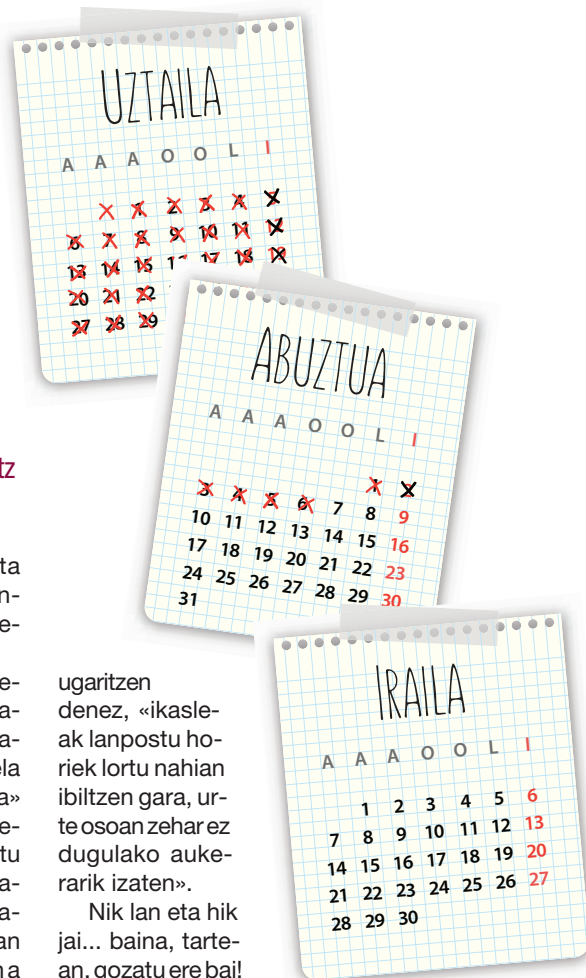 UZTAILA
A A A O O L I
1 2 3 4
6 7 8 9 10 11
13 14 15 17 18 19
20 21 22
27 28 29
ABUZTUA
A A A O O L I
1
3 4 5 6 7 8 9
10 11 12 13 14 15 16
17 18 19 20 21 22 23
24 25 26 27 28 29 30
31
IRAILA
A A A O O L I
1 2 3 4 5 6
7 8 9 10 11 12 13
14 15 16 17 18 19 20
21 22 23 24 25 26 27
28 29 30
tz
ta
n-
e-
e-
a-
a-
ela
a»
e-
tu
a-
a-
an
ugaritzen
denez, «ikasle-
ak lanpostu ho-
riek lortu nahian
ibiltzen gara, ur-
te osoan zehar ez
dugulako auke-
rarik izaten».
Nik lan eta hik
jai... baina, tarte-
an, gozatu ere bai!